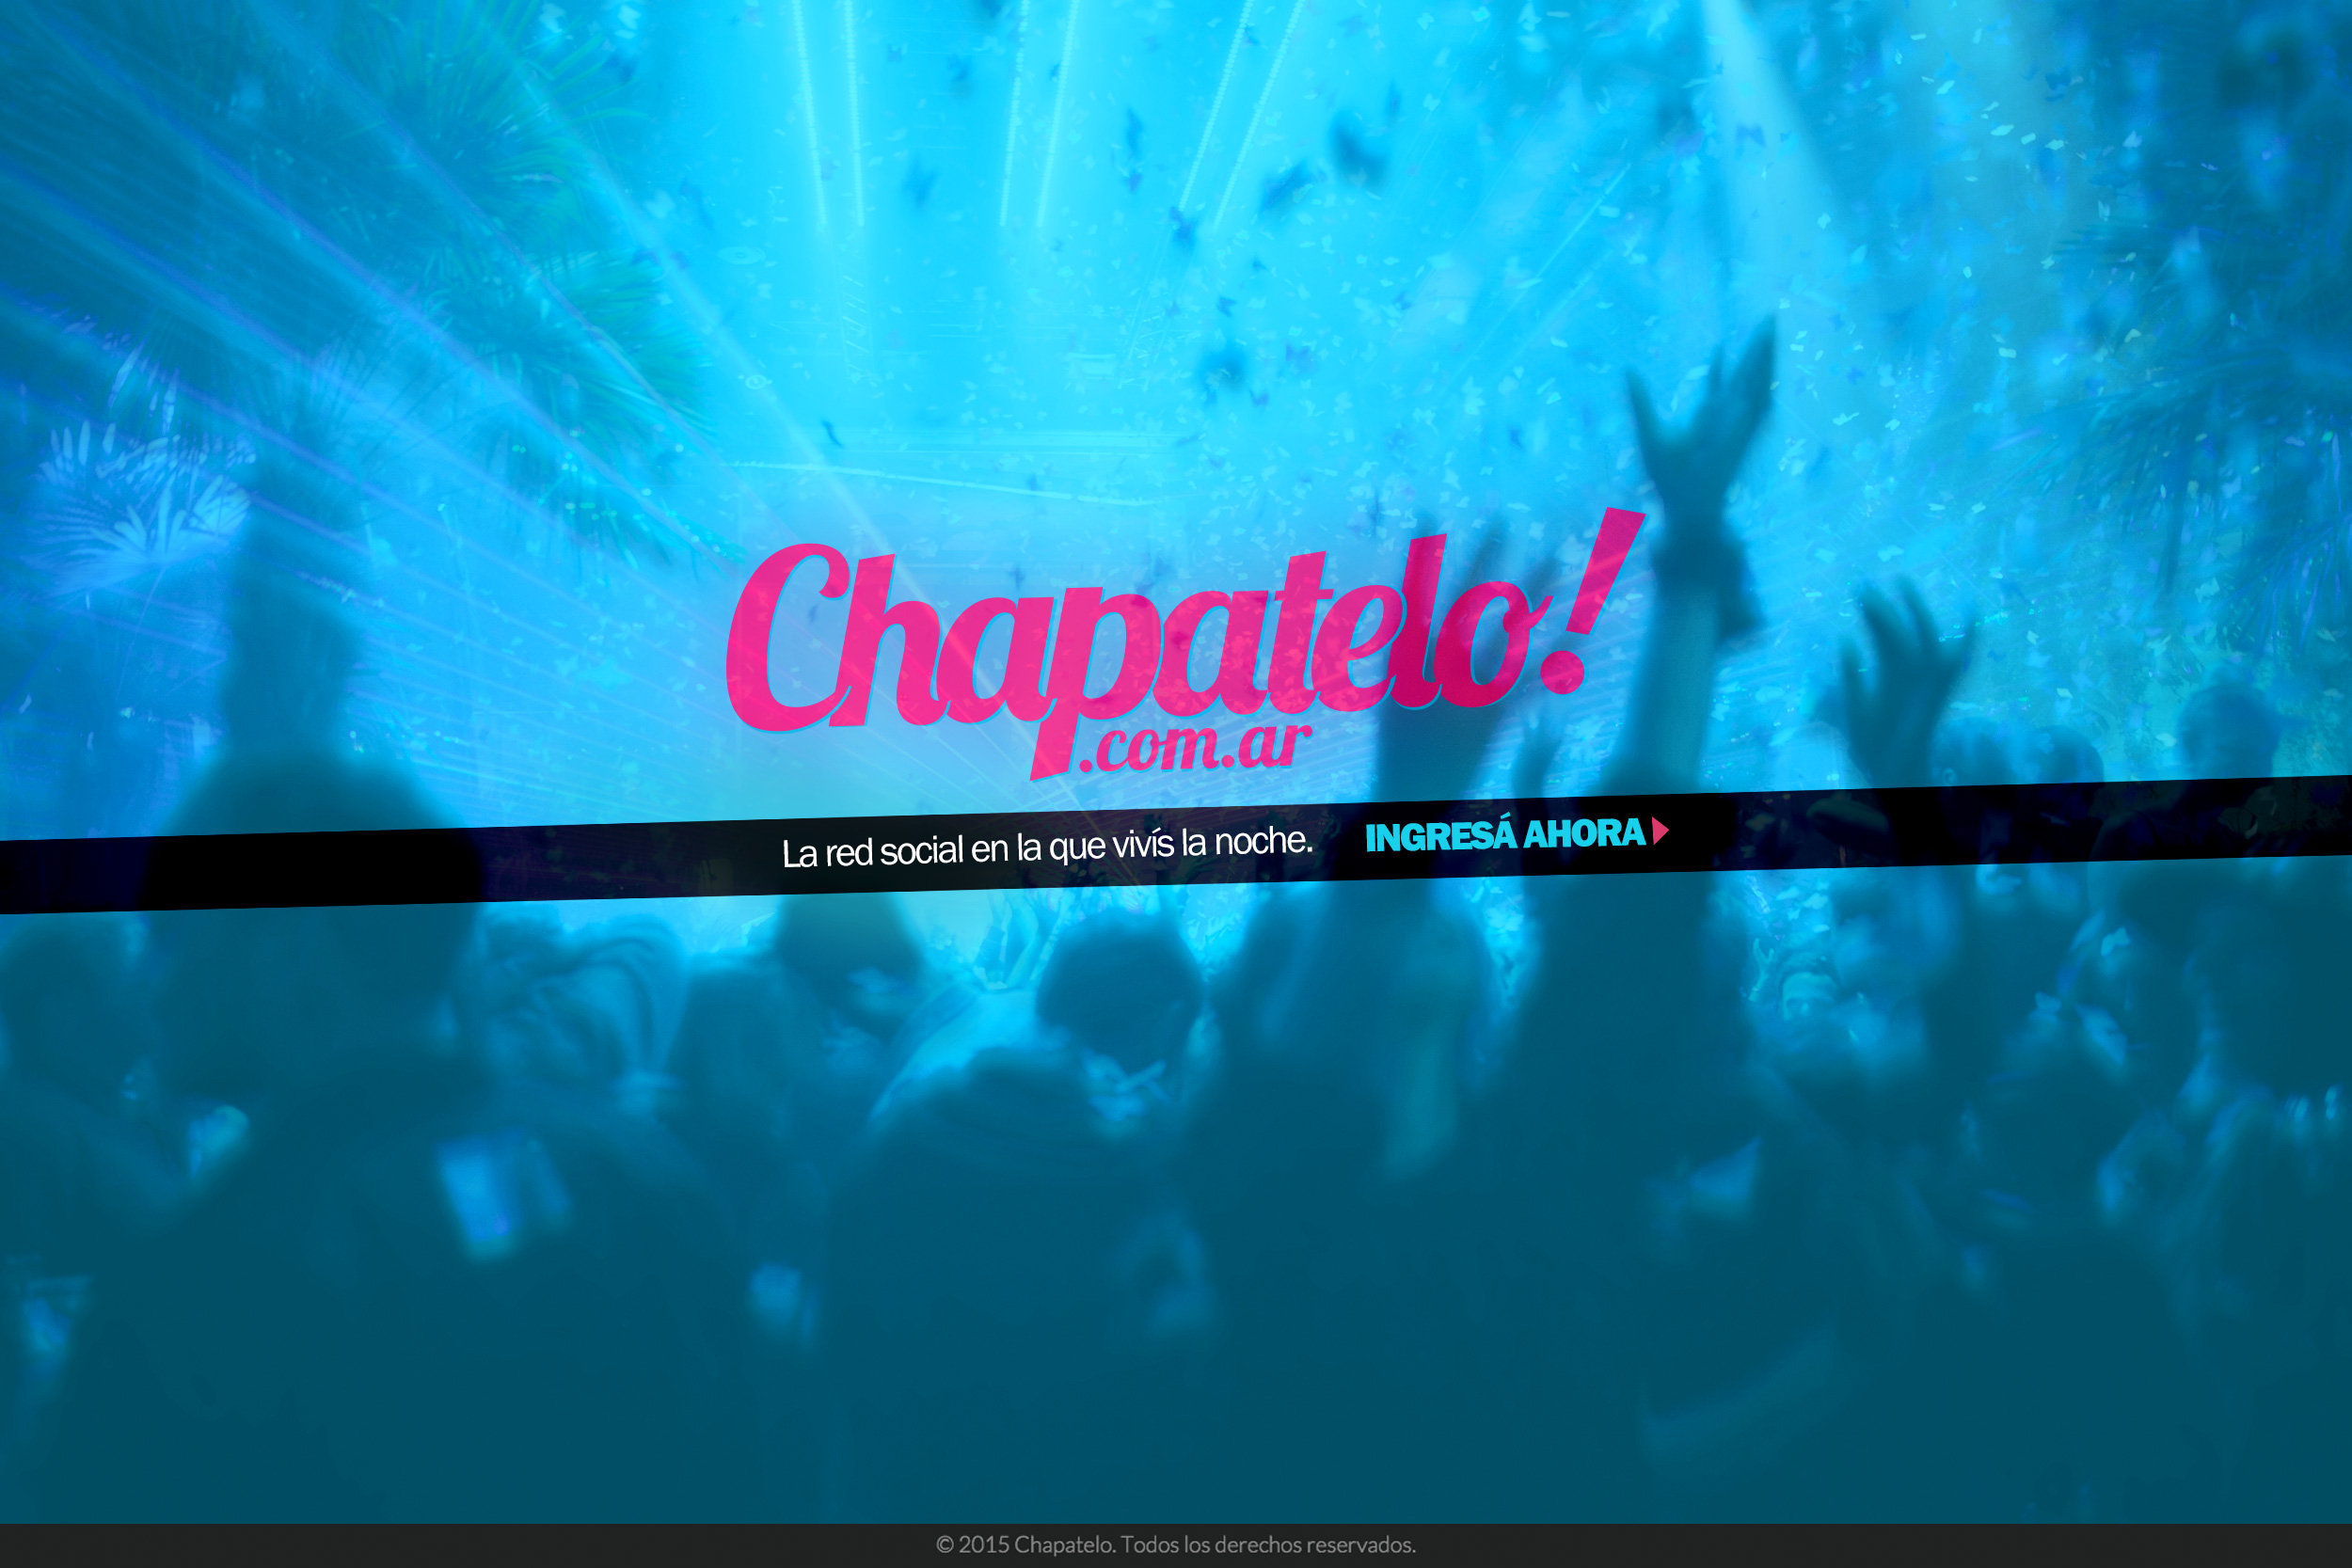 Chapatelo!
.com.ar
La red social en la que vivís la noche. INGRESÁ AHORA
© 2015 Chapatelo. Todos los derechos reservados.